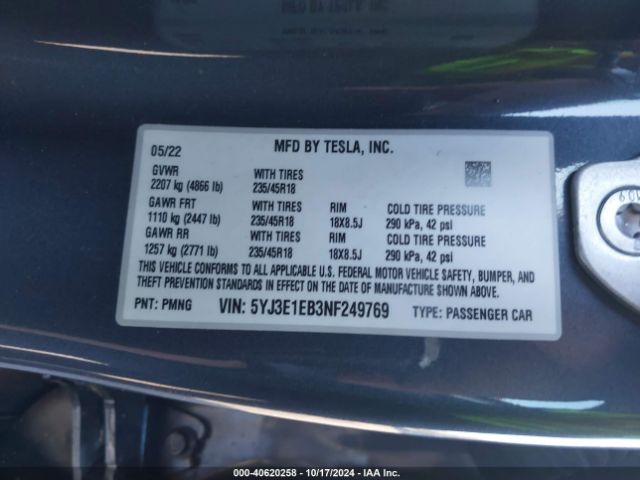 05/22 MFD BY TESLA, INC.
GVWR WITH TIRES
2207 kg (4866 lb) 235/45R18
GAWR FRT WITH TIRES RIM COLD TIRE PRESSURE
1110 kg (2447 lb) 235/45R18 18X8.5J 290 kPa, 42 psi
GAWR RR WITH TIRES RIM COLD TIRE PRESSURE
1257 kg (2771 lb) 235/45R18 18X8.5J 290 kPa, 42 psi
THIS VEHICLE CONFORMS TO ALL APPLICABLE U.S. FEDERAL MOTOR VEHICLE SAFETY, BUMPER, AND
THEFT PREVENTION STANDARDS IN EFFECT ON THE DATE OF MANUFACTURE SHOWN ABOVE.
PNT: PMNG VIN: 5YJ3E1EB3NF249769 TYPE: PASSENGER CAR
000-40620258 - 10/17/2024 - IAA Inc.